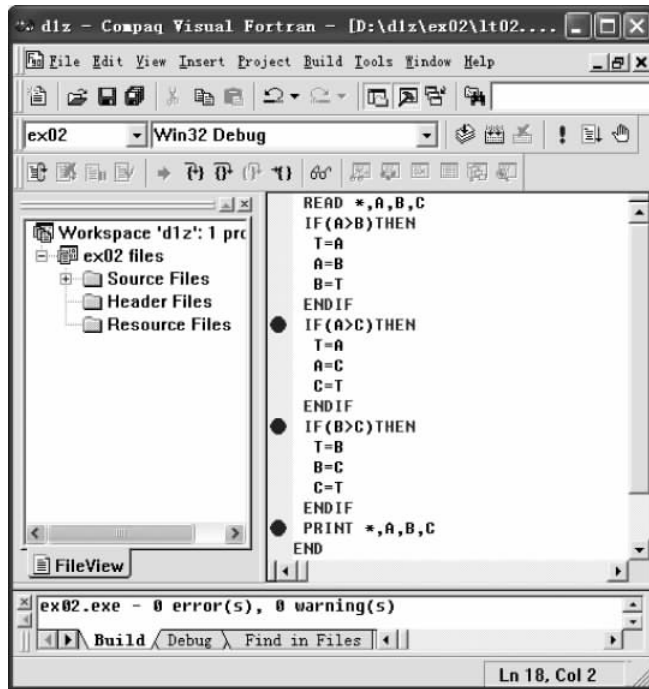 d1z - Compaq Visual Fortran - [D:\d1z\ex02\lt02....
File Edit View Insert Project Build Tools Window Help
ex02
Win32 Debug
Workspace 'd1z': 1 prc
ex02 files
Source Files
Header Files
Resource Files
FileView
READ *,A,B,C
IF(A>B)THEN
T=A
A=B
B=T
ENDIF
IF(A>C)THEN
T=A
A=C
C=T
ENDIF
IF(B>C)THEN
T=B
B=C
C=T
ENDIF
PRINT *,A,B,C
END
ex02.exe - 0 error(s), 0 warning(s)
Build Debug Find in Files
Ln 18, Col 2